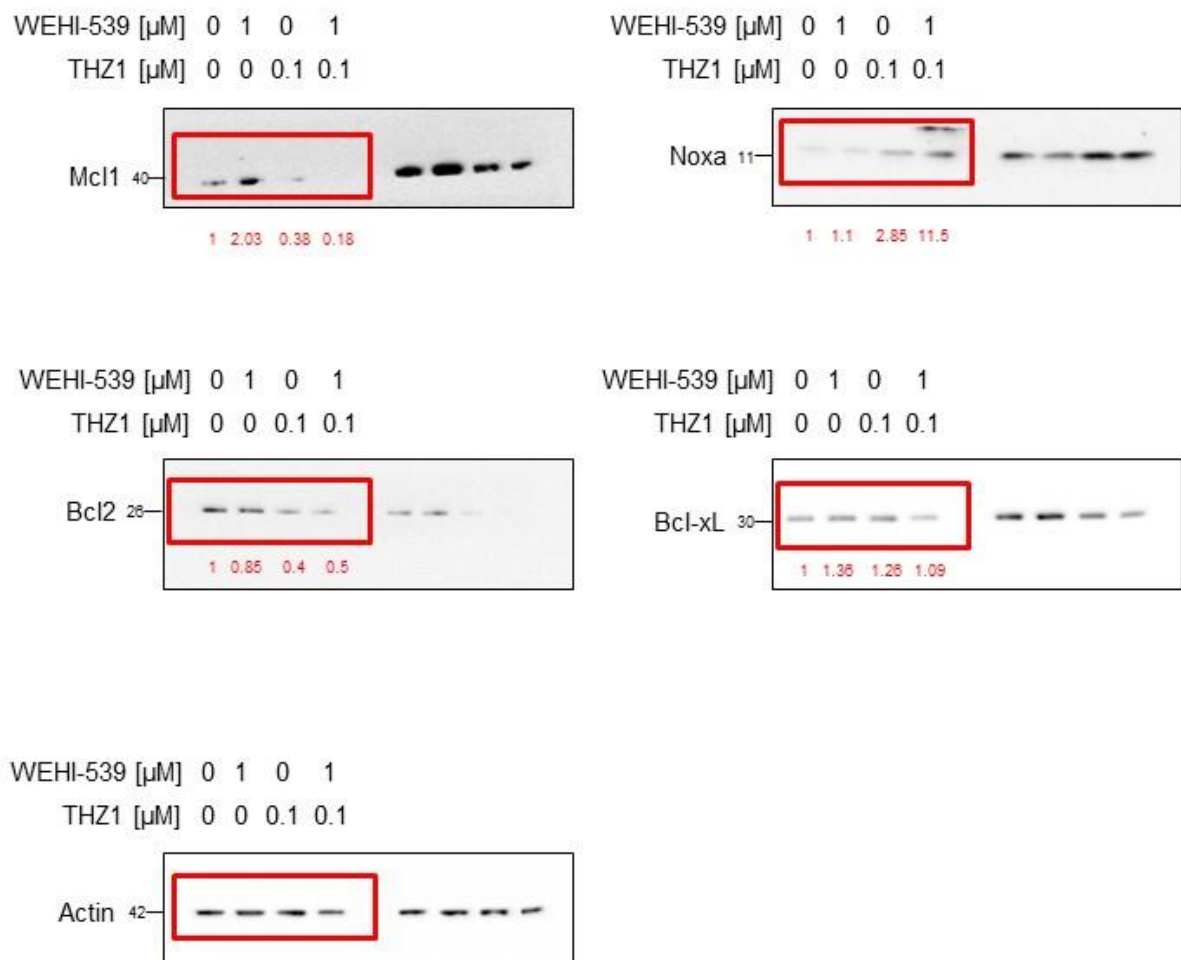 WEHI-539 [µM] 0 1 0 1
THZ1 [µM] 0 0 0.1 0.1
Mcl1 40
1 2.03 0.38 0.18
WEHI-539 [µM] 0 1 0 1
THZ1 [µM] 0 0 0.1 0.1
Noxa 11
1 1.1 2.85 11.5
WEHI-539 [µM] 0 1 0 1
THZ1 [µM] 0 0 0.1 0.1
Bcl2 26
1 0.85 0.4 0.5
WEHI-539 [µM] 0 1 0 1
THZ1 [µM] 0 0 0.1 0.1
Bcl-xL 30
1 1.36 1.26 1.09
WEHI-539 [µM] 0 1 0 1
THZ1 [µM] 0 0 0.1 0.1
Actin 42